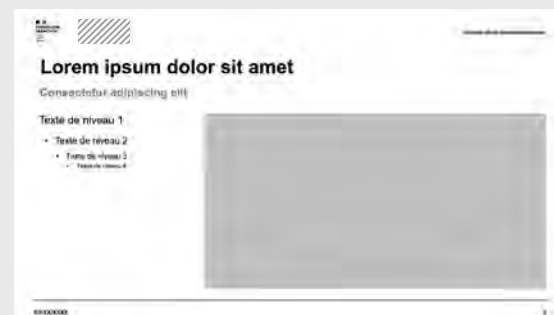 Lorem ipsum dolor sit amet
Consectetur adipiscing elit
Texte de niveau 1
• Texte de niveau 2
• Texte de niveau 3
• Texte de niveau 4